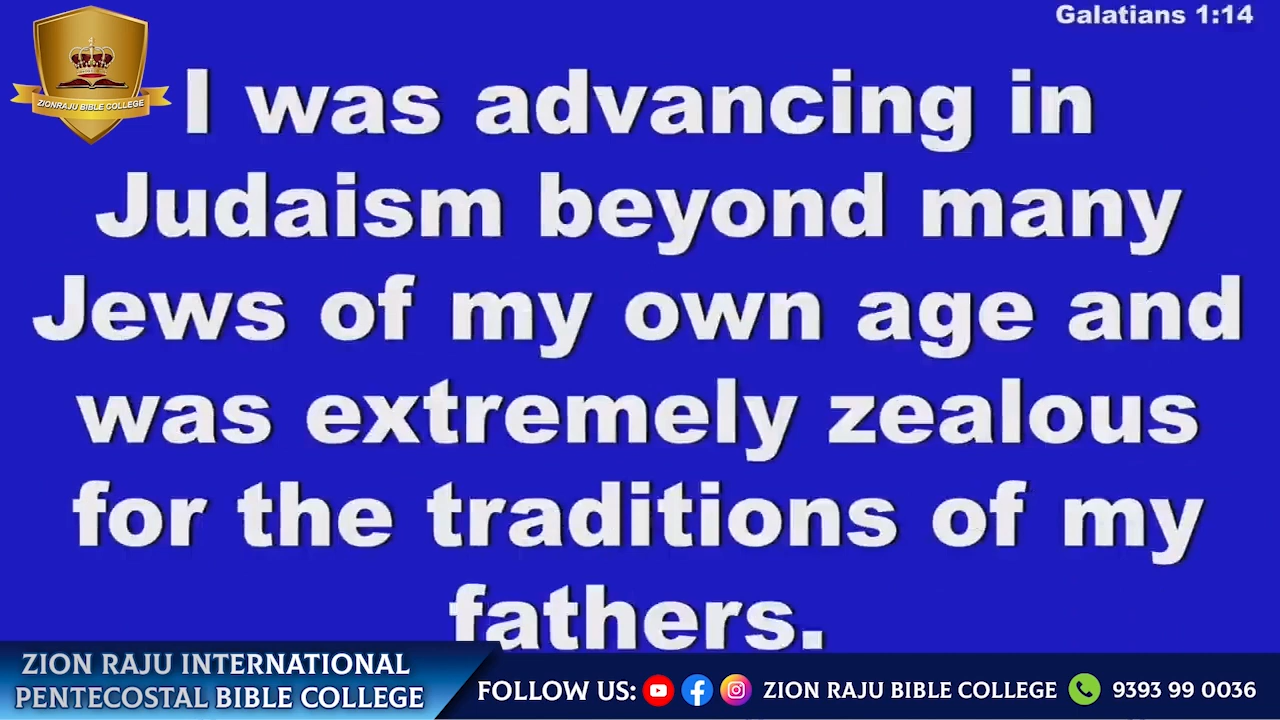 Galatians 1:14
ZIONRAJU BIBLE COLLEGE
I was advancing in
Judaism beyond many
Jews of my own age and
was extremely zealous
for the traditions of my
fathers.
ZION RAJU INTERNATIONAL
PENTECOSTAL BIBLE COLLEGE
FOLLOW US: ZION RAJU BIBLE COLLEGE 9393 99 0036